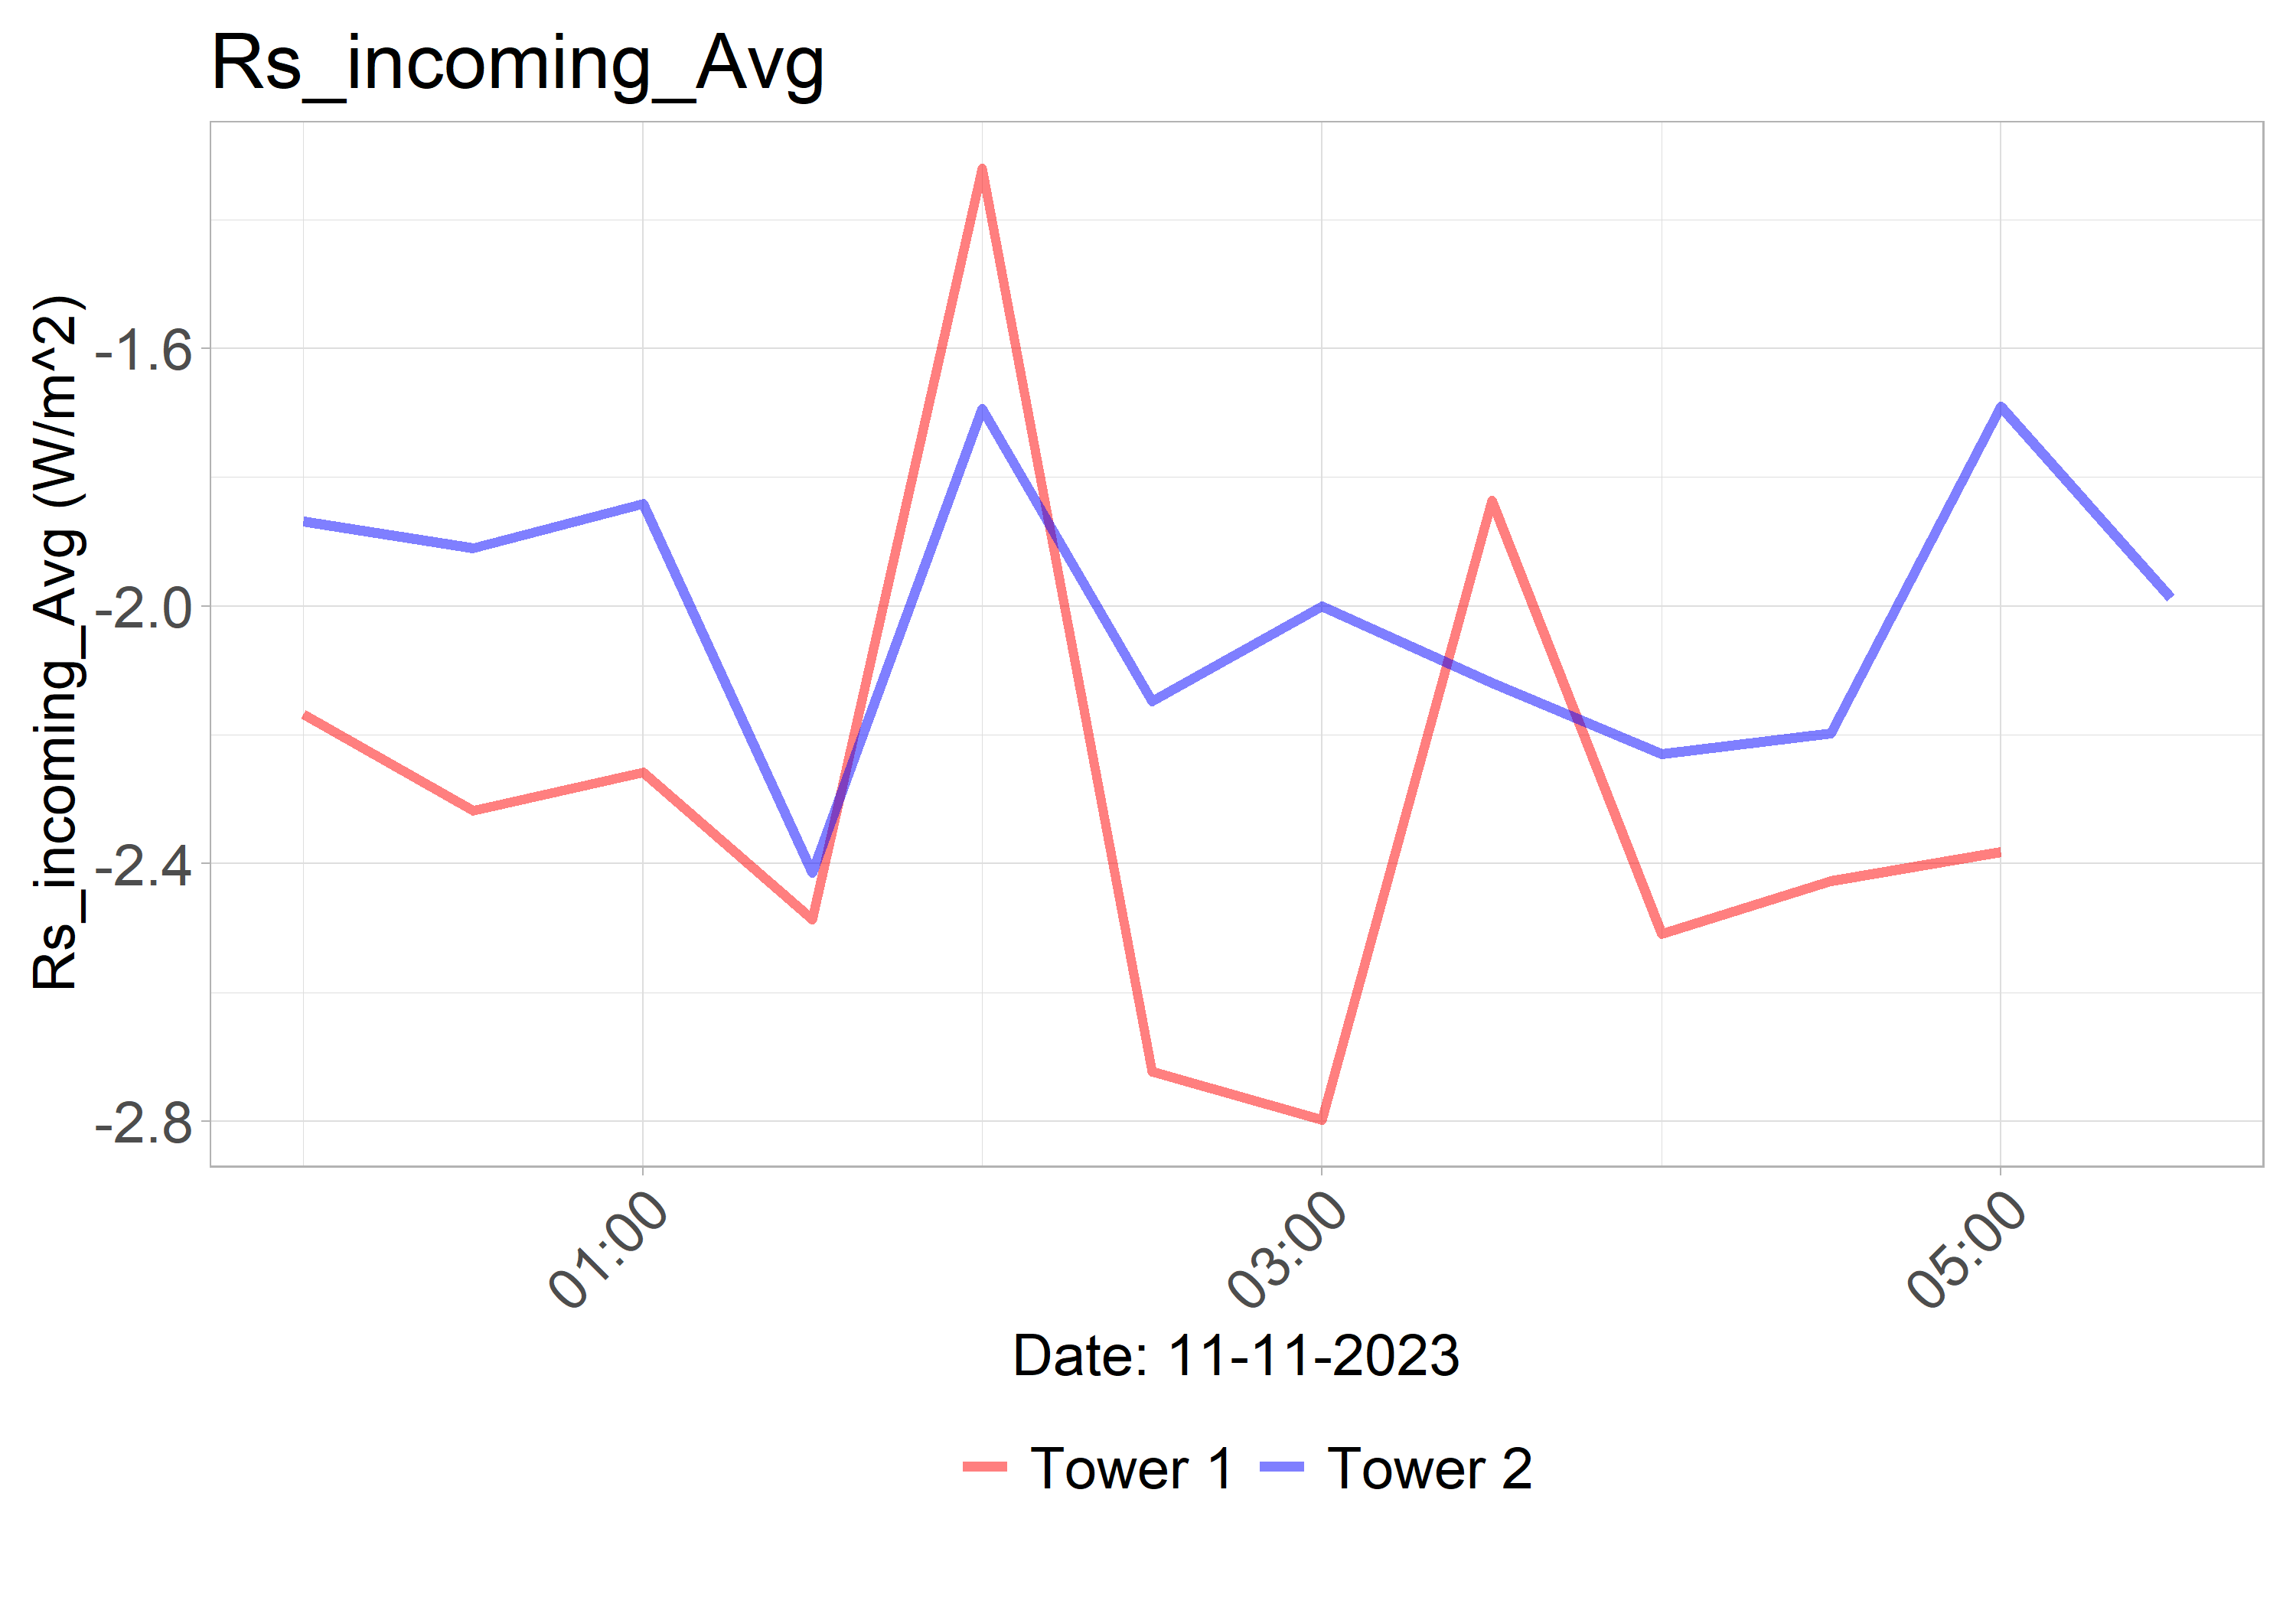 Rs_incoming_Avg
Rs_incoming_Avg (W/m^2)
-1.6
-2.0
-2.4
-2.8
01:00
03:00
05:00
Date: 11-11-2023
Tower 1
Tower 2